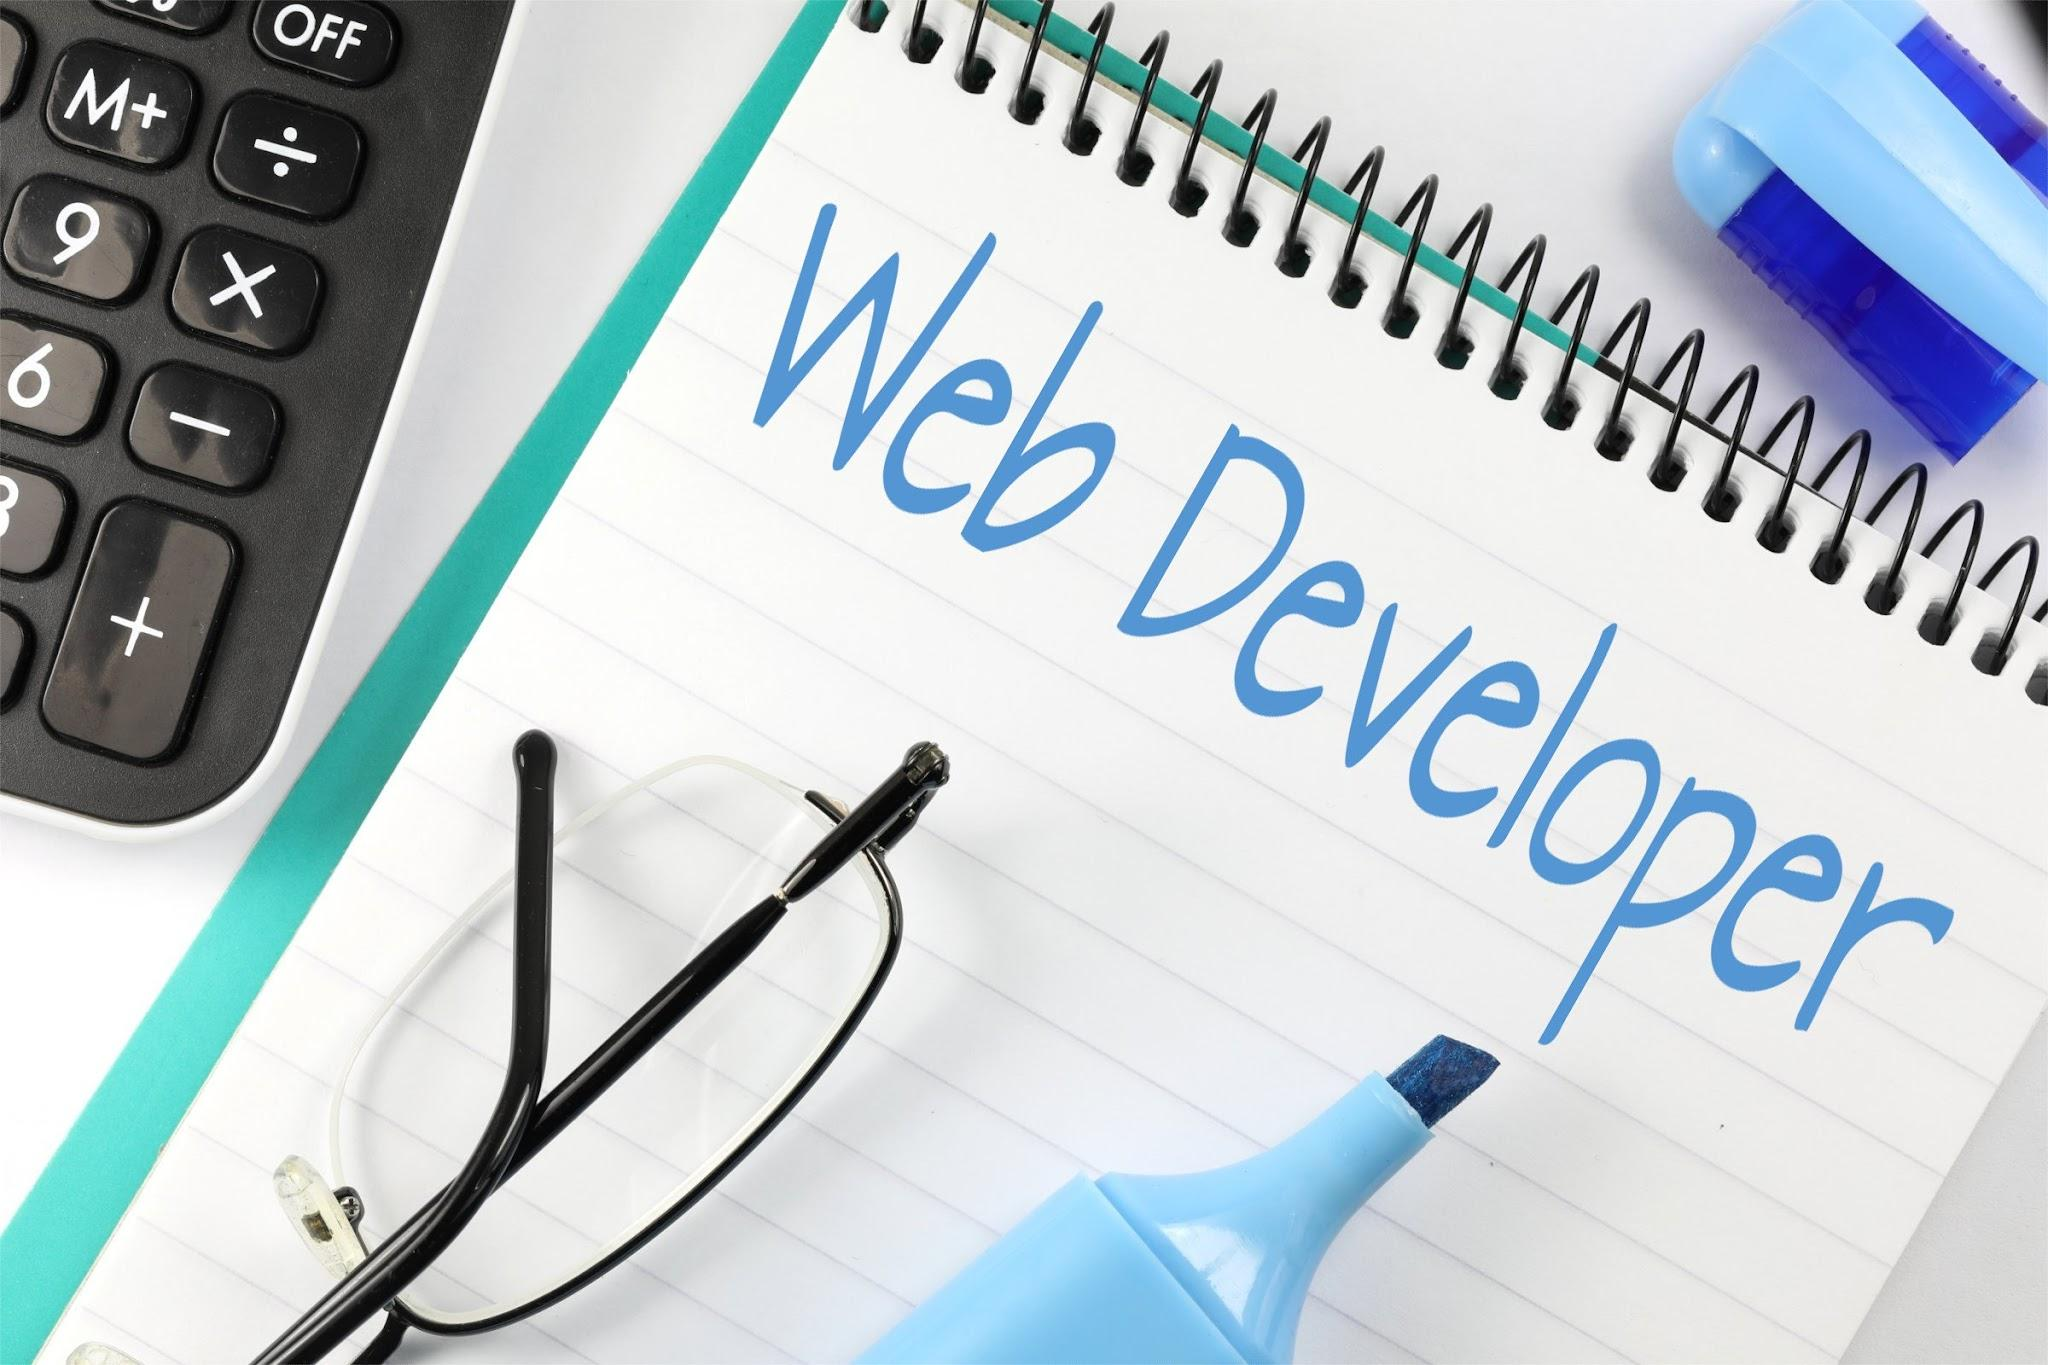 OFF
M+ ÷
9 ×
6 −
+
Web Developer